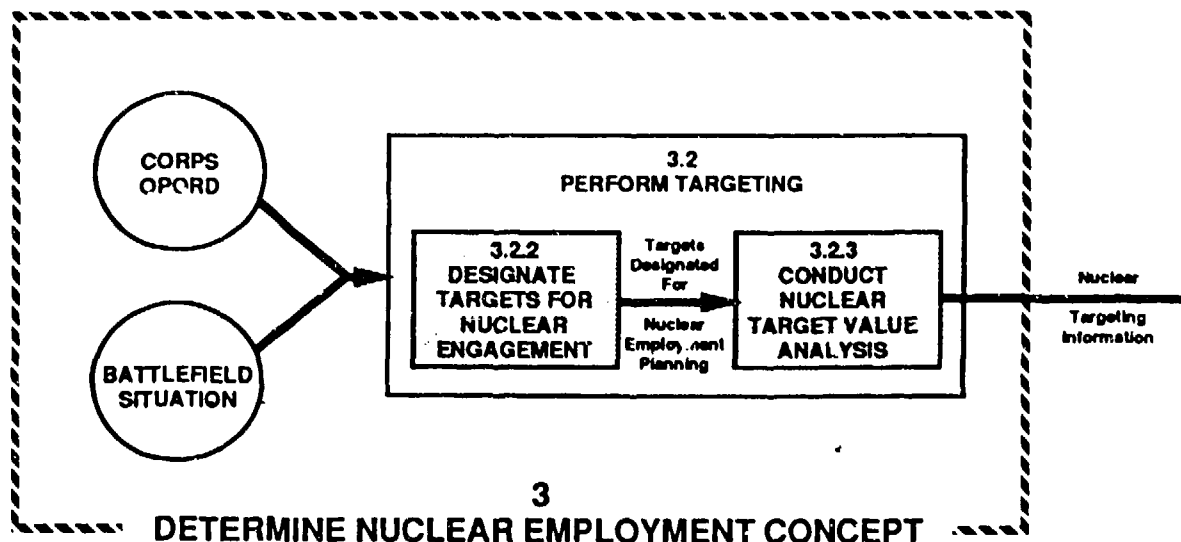 CORPS
OPORD
BATTLEFIELD
SITUATION
3.2
PERFORM TARGETING
3.2.2
DESIGNATE
TARGETS FOR
NUCLEAR
ENGAGEMENT
Targets
Designated
For
Nuclear
Employment
Planning
3.2.3
CONDUCT
NUCLEAR
TARGET VALUE
ANALYSIS
Nuclear
Targeting
Information
3
DETERMINE NUCLEAR EMPLOYMENT CONCEPT